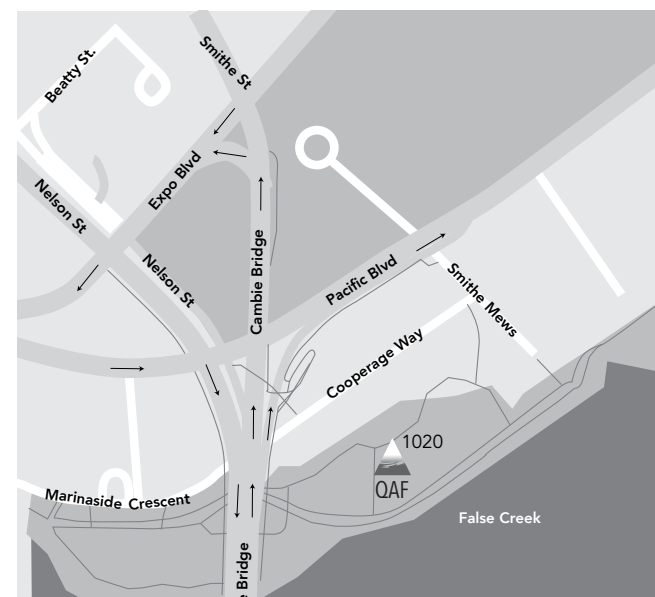 Beatty St.
Smithe St
Expo Blvd
Nelson St
Nelson St
Cambie Bridge
Pacific Blvd
Smithe Mews
Cooperage Way
1020
QAF
Marinaside Crescent
False Creek
e Bridge